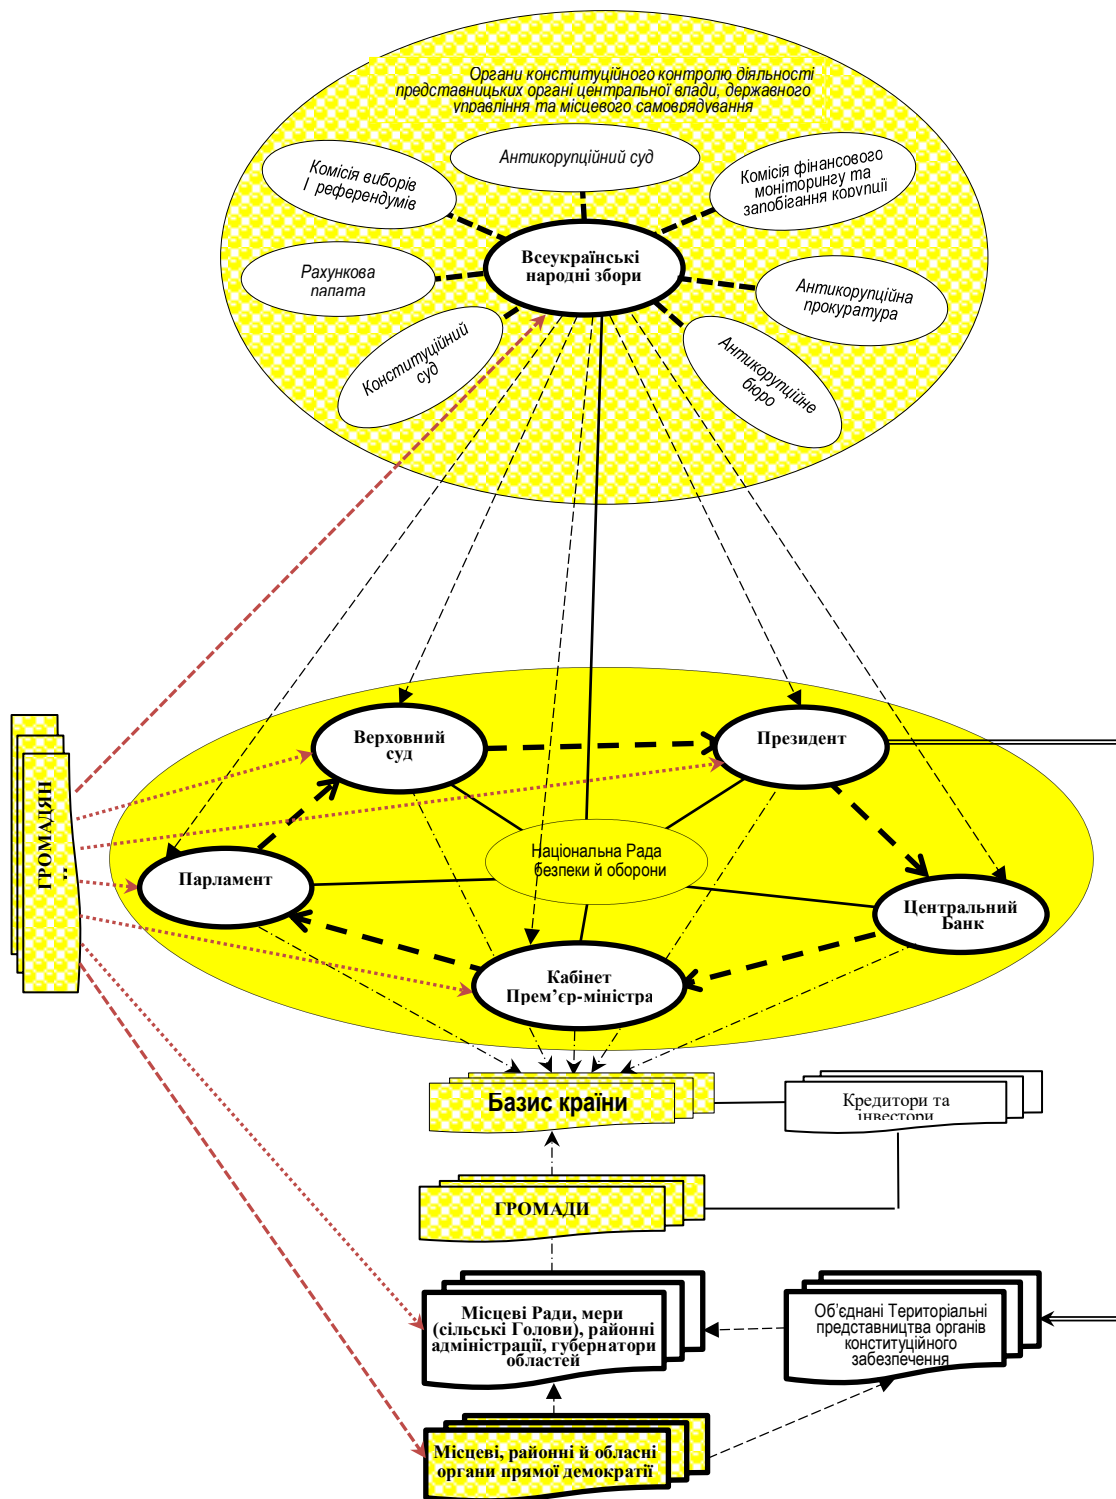 Органи конституційного контролю діяльності
представницьких органі центральної влади, державного
управління та місцевого самоврядування
Антикорупційний суд
Комісія виборів
І референдумів
Комісія фінансового
моніторингу та
запобігання корупції
Всеукраїнські
народні збори
Рахункова
палата
Антикорупційна
прокуратура
Конституційний
суд
Антикорупційне
бюро
Верховний
суд
Президент
ГРОМАДЯН
Національна Рада
безпеки й оборони
Парламент
Центральний
Банк
Кабінет
Прем’єр-міністра
Базис країни
Кредитори та
інвестори
ГРОМАДИ
Місцеві Ради, мери
(сільські Голови), районні
адміністрації, губернатори
областей
Об’єднані Територіальні
представництва органів
конституційного
забезпечення
Місцеві, районні й обласні
органи прямої демократії